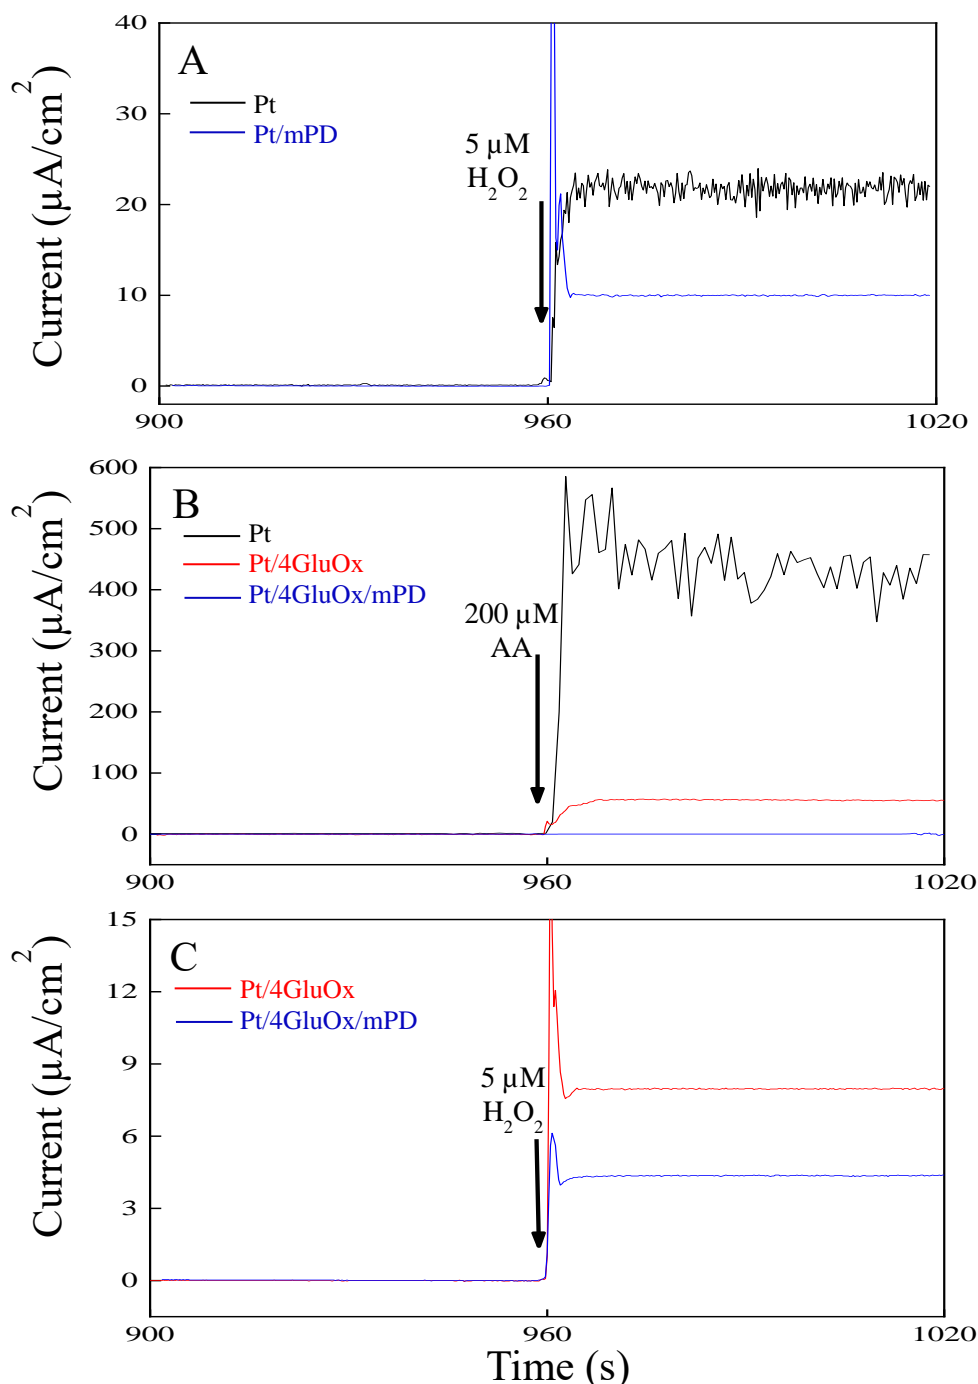 40
A
Pt
Pt/mPD
30
5 µM
H₂O₂
20
10
0
900
960
1020
Current (µA/cm²)
600
B
Pt
500
Pt/4GluOx
Pt/4GluOx/mPD
400
200 µM
AA
300
200
100
0
900
960
1020
Current (µA/cm²)
15
C
Pt/4GluOx
12
Pt/4GluOx/mPD
9
5 µM
H₂O₂
6
3
0
900
960
1020
Current (µA/cm²)
Time (s)